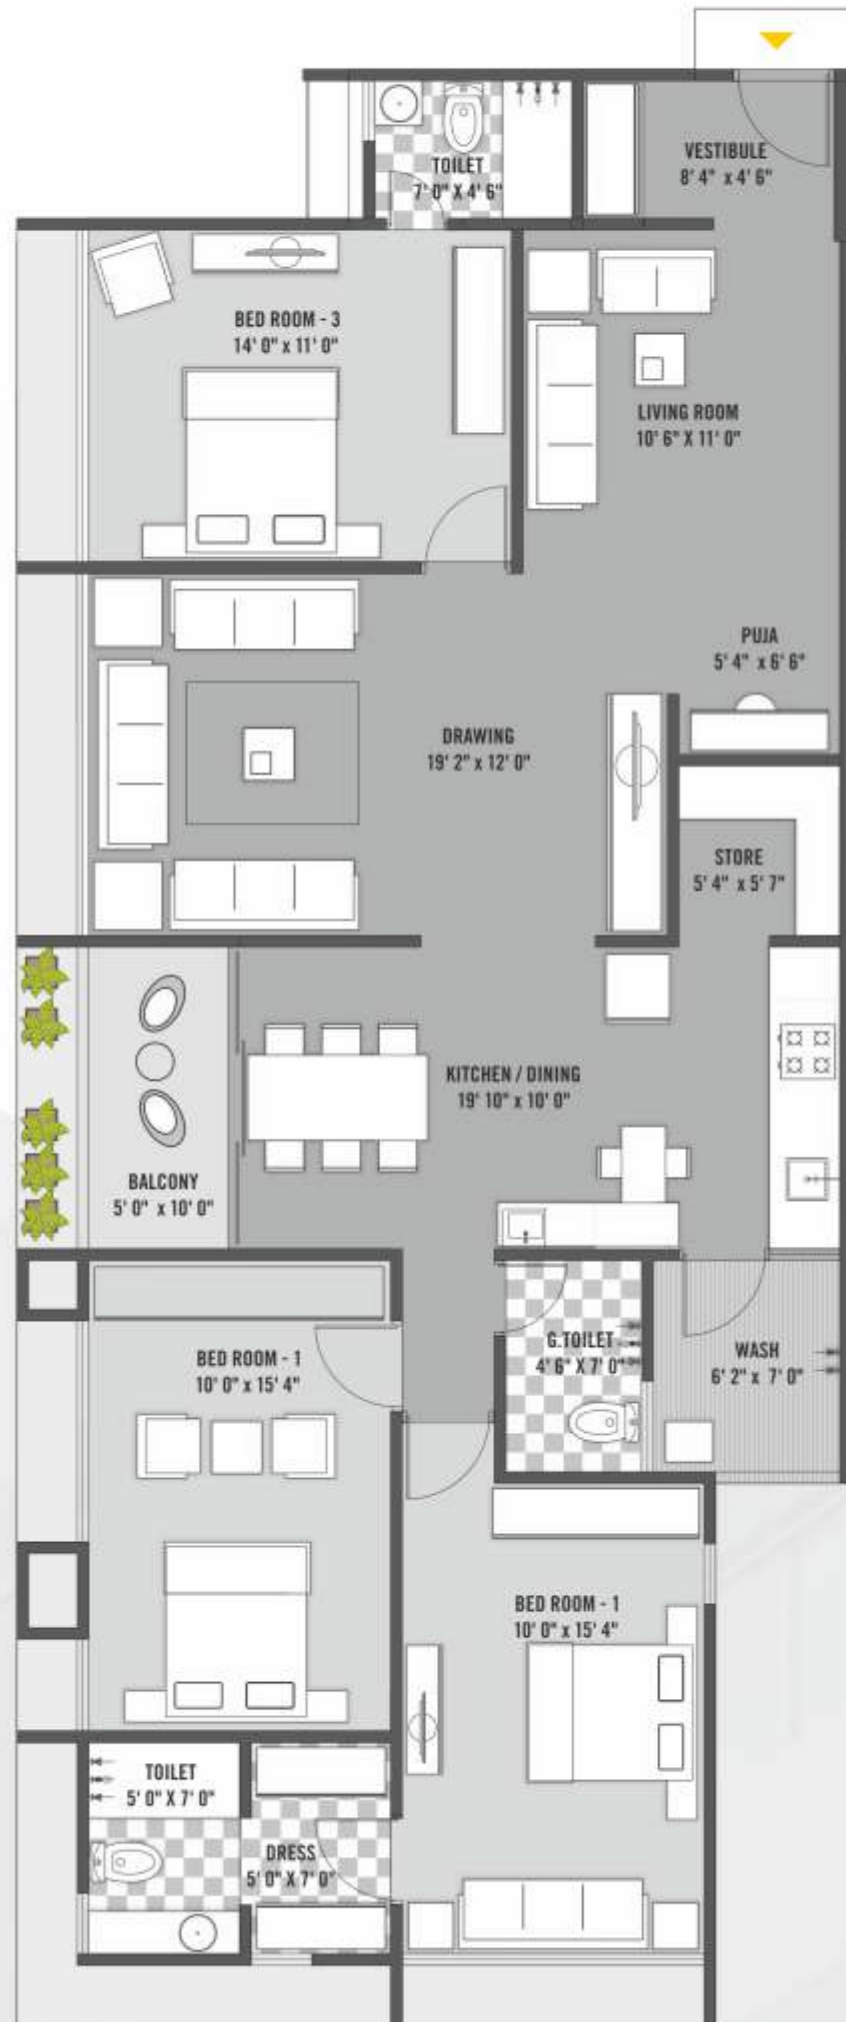 VESTIBULE
8' 4" x 4' 6"
TOILET
7' 0" X 4' 6"
BED ROOM - 3
14' 0" x 11' 0"
LIVING ROOM
10' 6" X 11' 0"
PUJA
5' 4" x 6' 6"
DRAWING
19' 2" x 12' 0"
STORE
5' 4" x 5' 7"
KITCHEN / DINING
19' 10" x 10' 0"
BALCONY
5' 0" x 10' 0"
G.TOILET
4' 6" X 7' 0"
WASH
6' 2" x 7' 0"
BED ROOM - 1
10' 0" x 15' 4"
BED ROOM - 1
10' 0" x 15' 4"
TOILET
5' 0" X 7' 0"
DRESS
5' 0" X 7' 0"